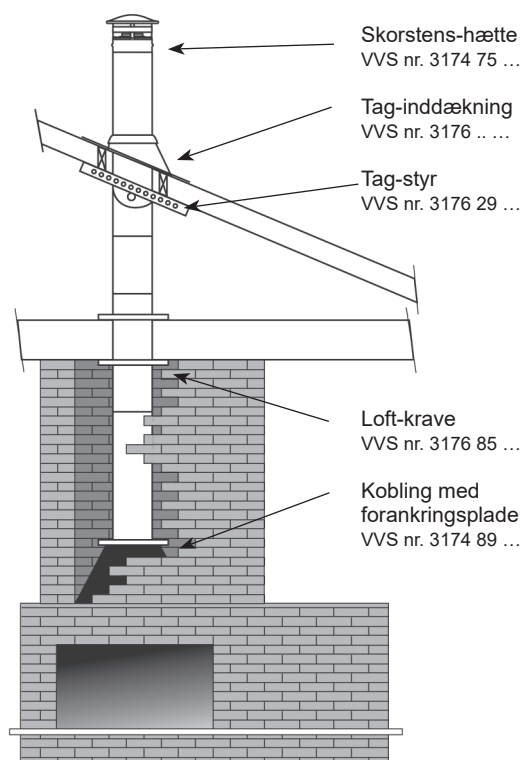 Skorstens-hætte
VVS nr. 3174 75 …
Tag-inddækning
VVS nr. 3176 .. …
Tag-styr
VVS nr. 3176 29 …
Loft-krave
VVS nr. 3176 85 …
Kobling med
forankringsplade
VVS nr. 3174 89 …